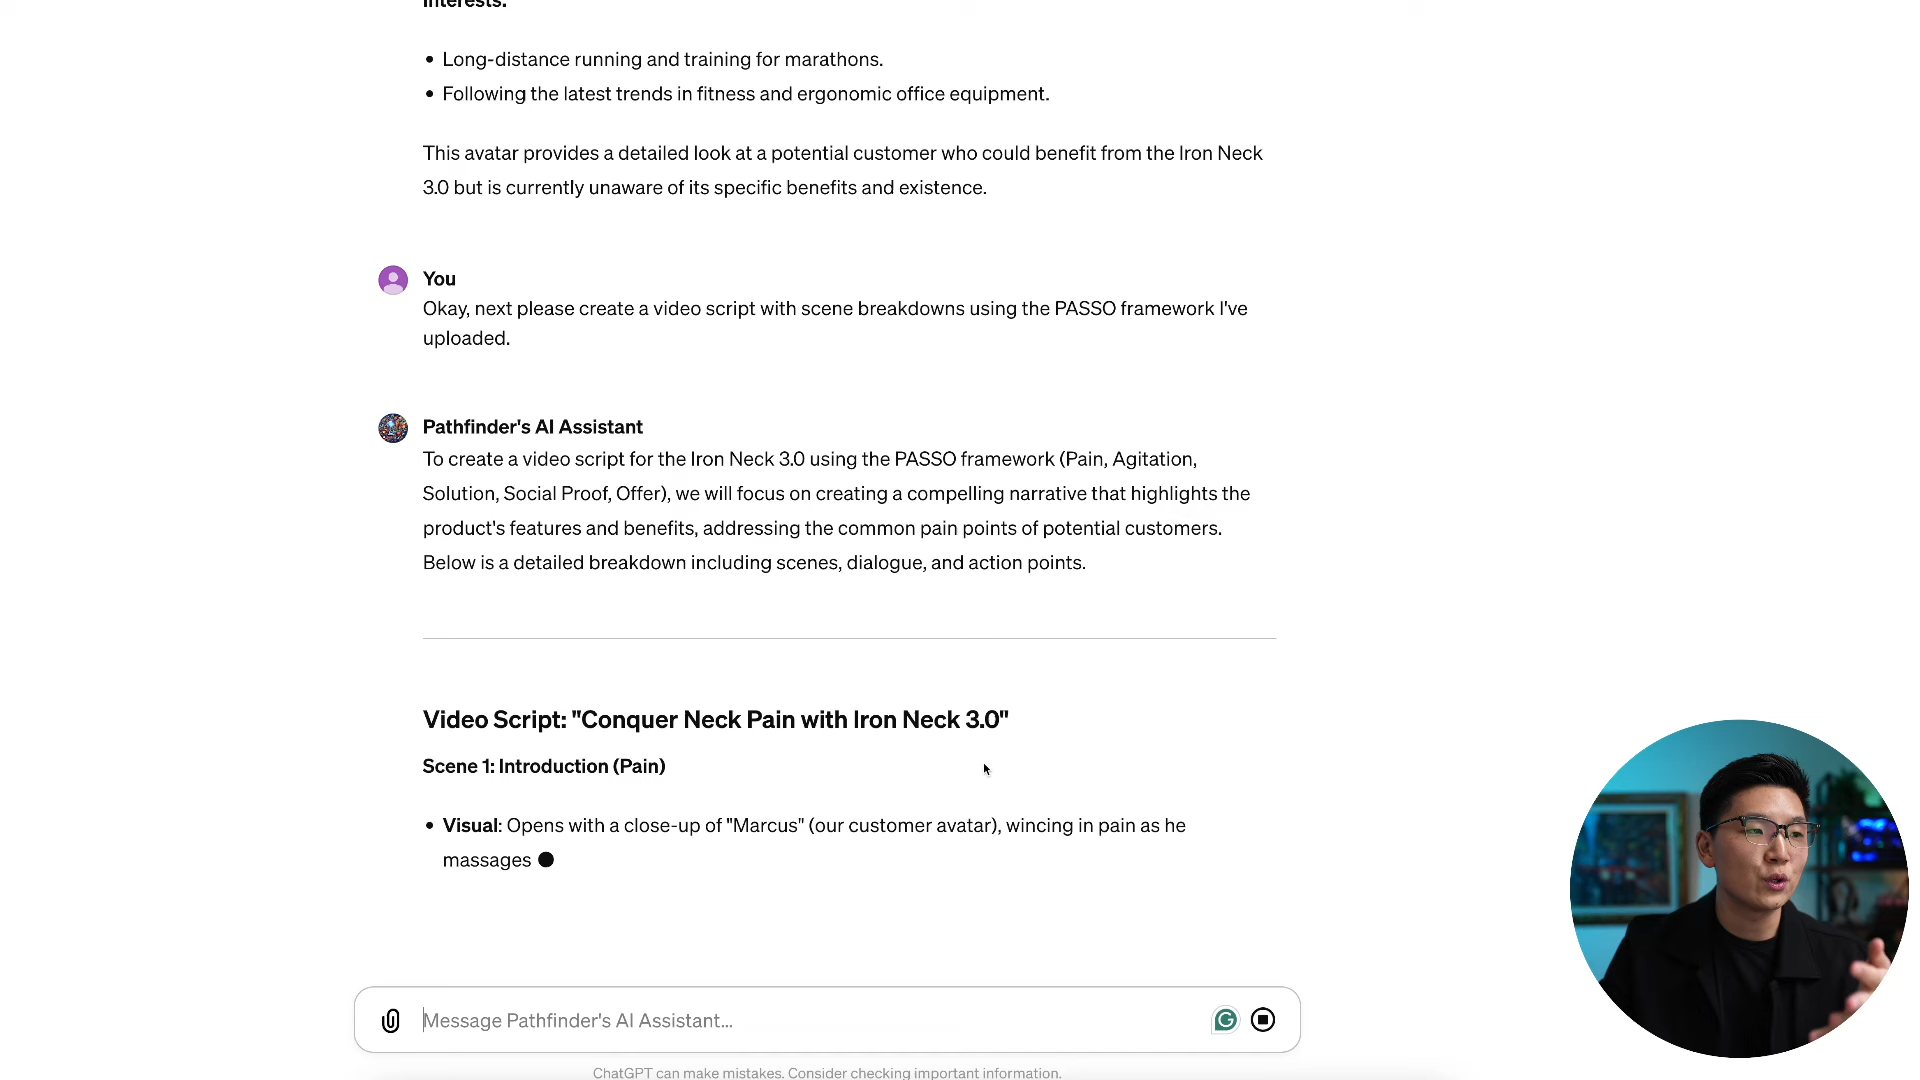 Interests:
• Long-distance running and training for marathons.
• Following the latest trends in fitness and ergonomic office equipment.
This avatar provides a detailed look at a potential customer who could benefit from the Iron Neck
3.0 but is currently unaware of its specific benefits and existence.
You
Okay, next please create a video script with scene breakdowns using the PASSO framework I've
uploaded.
Pathfinder's AI Assistant
To create a video script for the Iron Neck 3.0 using the PASSO framework (Pain, Agitation,
Solution, Social Proof, Offer), we will focus on creating a compelling narrative that highlights the
product's features and benefits, addressing the common pain points of potential customers.
Below is a detailed breakdown including scenes, dialogue, and action points.
Video Script: "Conquer Neck Pain with Iron Neck 3.0"
Scene 1: Introduction (Pain)
• Visual: Opens with a close-up of "Marcus" (our customer avatar), wincing in pain as he
massages
Message Pathfinder's AI Assistant...
ChatGPT can make mistakes. Consider checking important information.